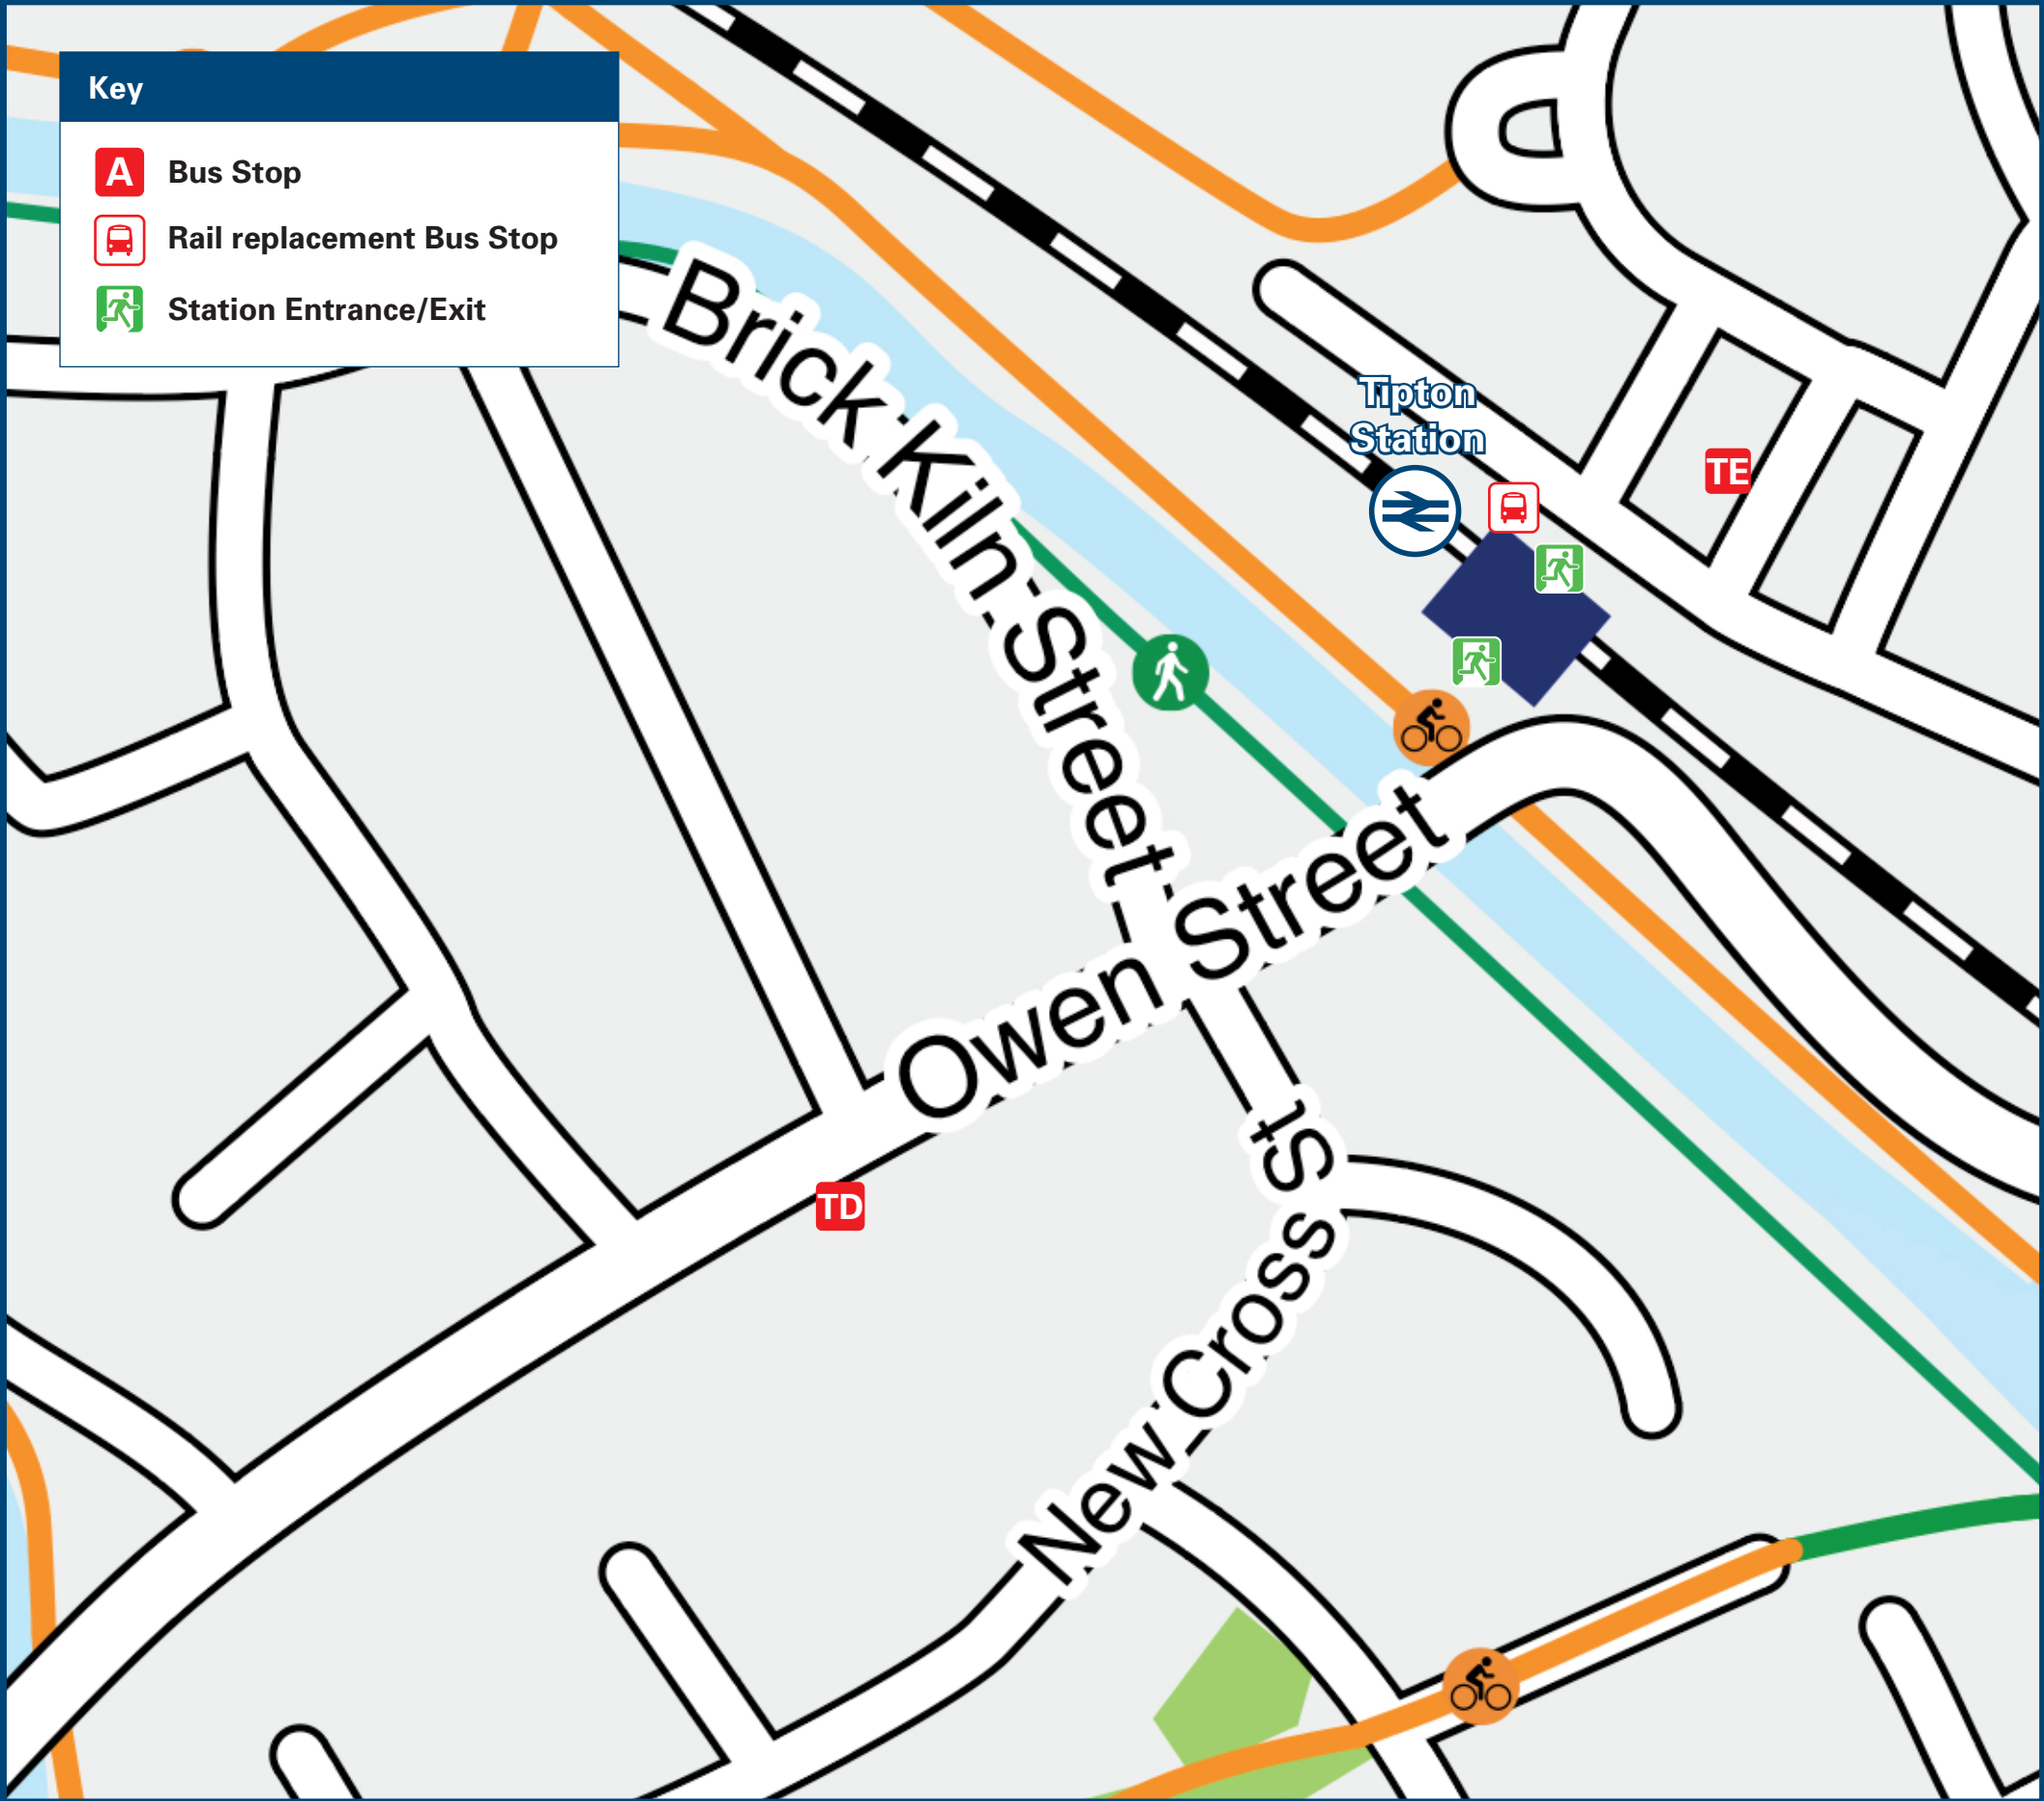 Key
A Bus Stop
Rail replacement Bus Stop
Station Entrance/Exit
Brick Kiln Street
Tipton
Station
TE
Owen Street
TD
New Cross St